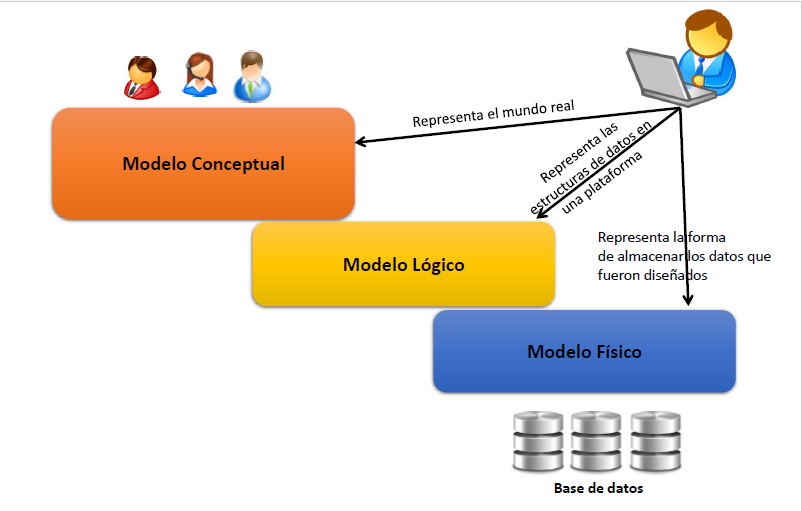 Representa el mundo real
Modelo Conceptual
Representa las
estructuras de datos en
una plataforma
Modelo Lógico
Representa la forma
de almacenar los datos que
fueron diseñados
Modelo Físico
Base de datos